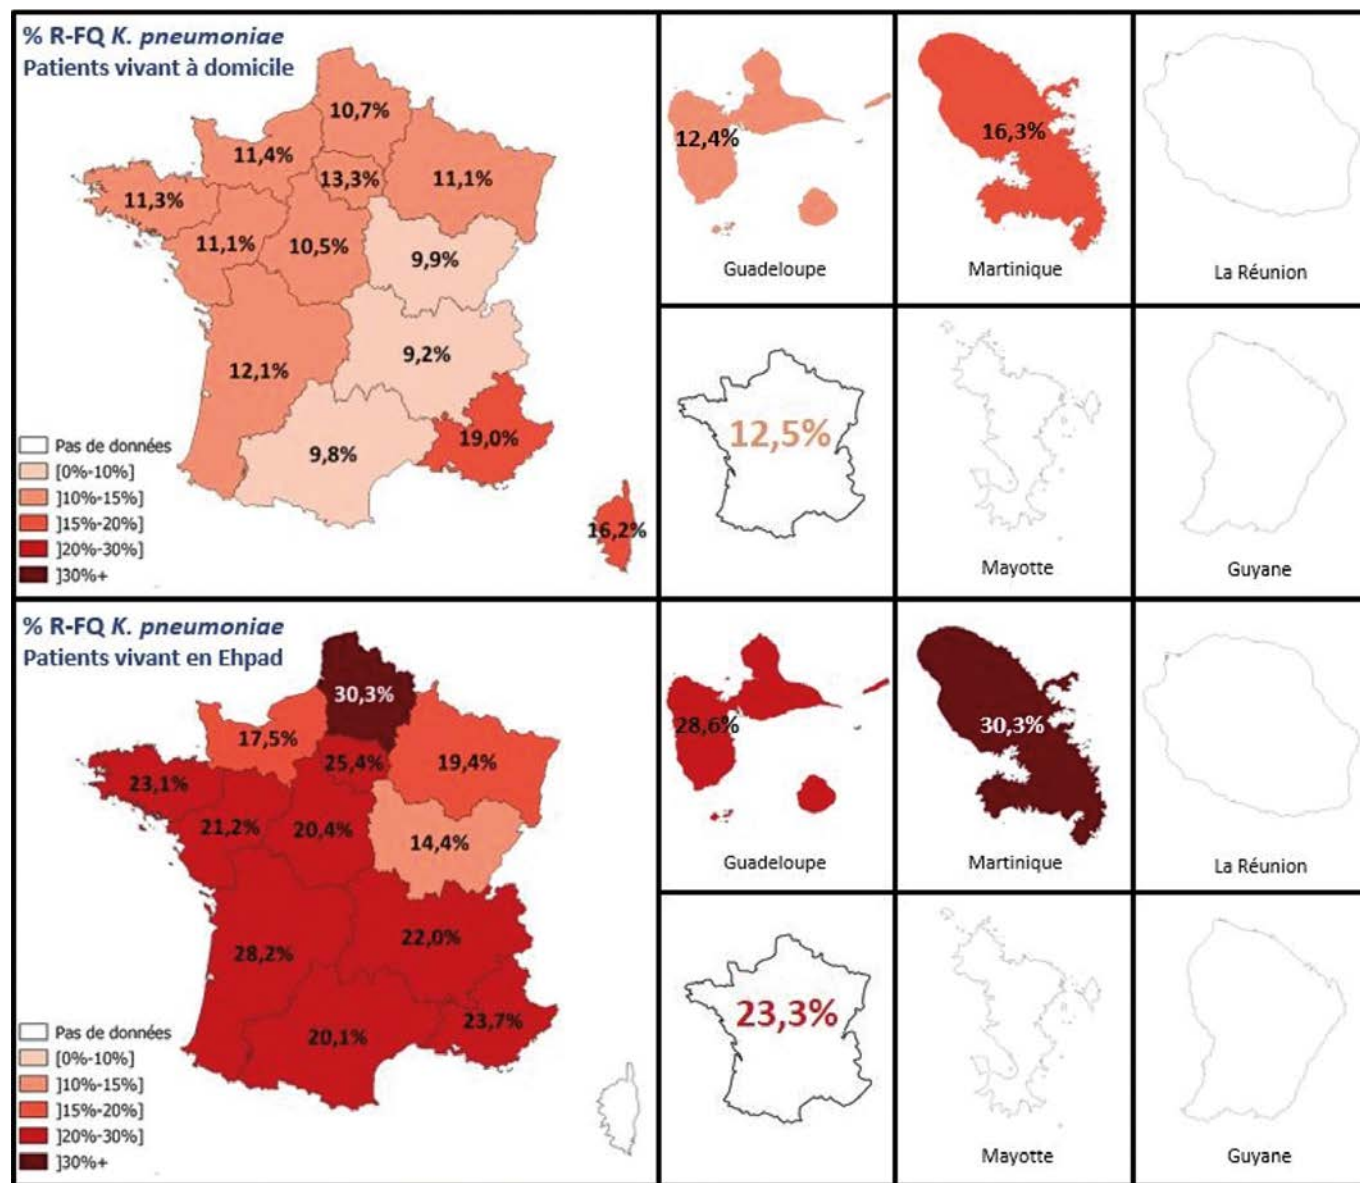 % R-FQ K. pneumoniae
Patients vivant à domicile
10,7%
11,4%
13,3%
11,1%
11,3%
11,1%
10,5%
9,9%
9,2%
12,1%
19,0%
9,8%
16,2%
Pas de données
[0%-10%]
]10%-15%]
]15%-20%]
]20%-30%]
]30%+
12,4%
Guadeloupe
16,3%
Martinique
La Réunion
12,5%
Mayotte
Guyane
% R-FQ K. pneumoniae
Patients vivant en Ehpad
30,3%
17,5%
25,4%
19,4%
23,1%
21,2%
20,4%
14,4%
22,0%
28,2%
23,7%
20,1%
Pas de données
[0%-10%]
]10%-15%]
]15%-20%]
]20%-30%]
]30%+
28,6%
Guadeloupe
30,3%
Martinique
La Réunion
23,3%
Mayotte
Guyane